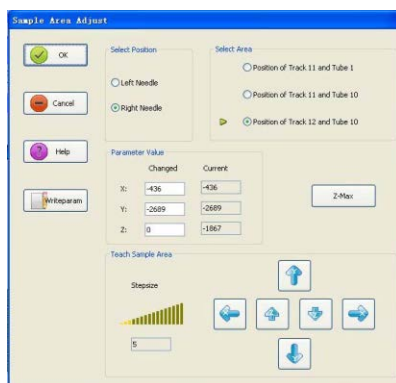 Sample Area Adjust
OK
Cancel
Help
Writeparam
Select Position
Left Needle
Right Needle
Select Area
Position of Track 11 and Tube 1
Position of Track 11 and Tube 10
Position of Track 12 and Tube 10
Parameter Value
Changed Current
X: -436 -436
Y: -2689 -2689
Z: 0 -1867
Z-Max
Teach Sample Area
Stepsize
5